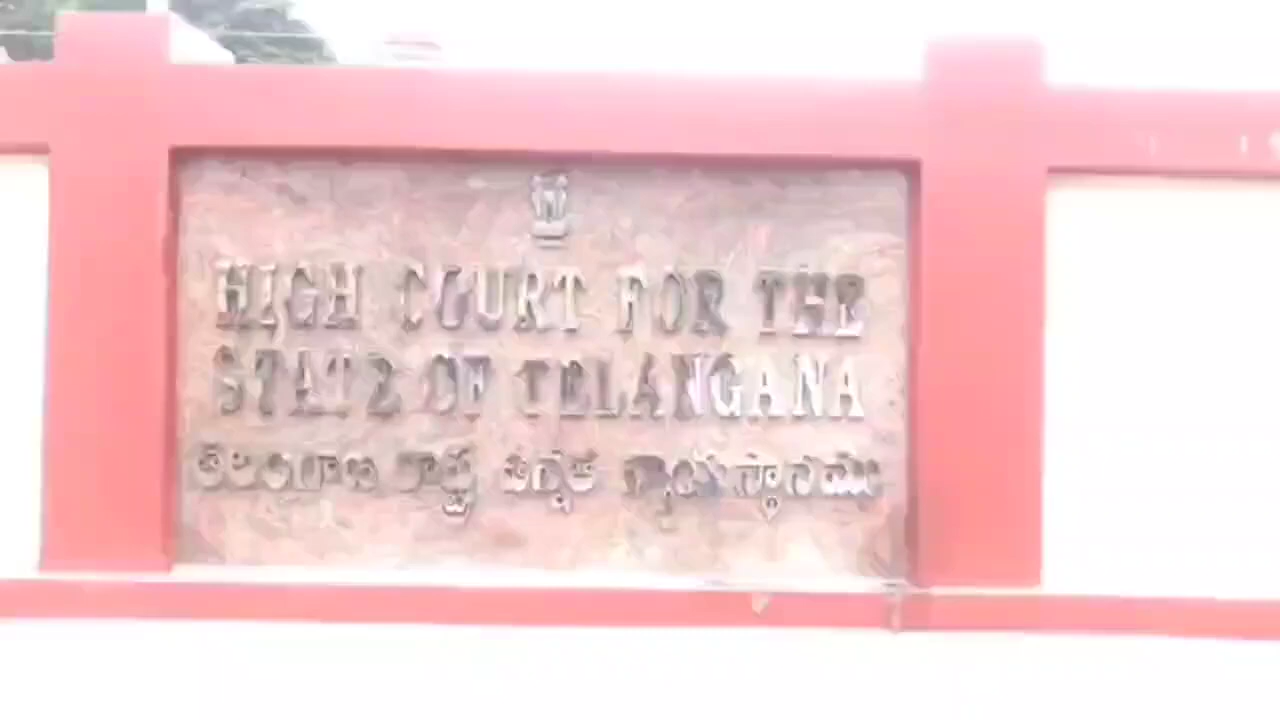 HIGH COURT FOR THE
STATE OF TELANGANA
తెలంగాణ రాష్ట్ర ఉన్నత న్యాయస్థానము